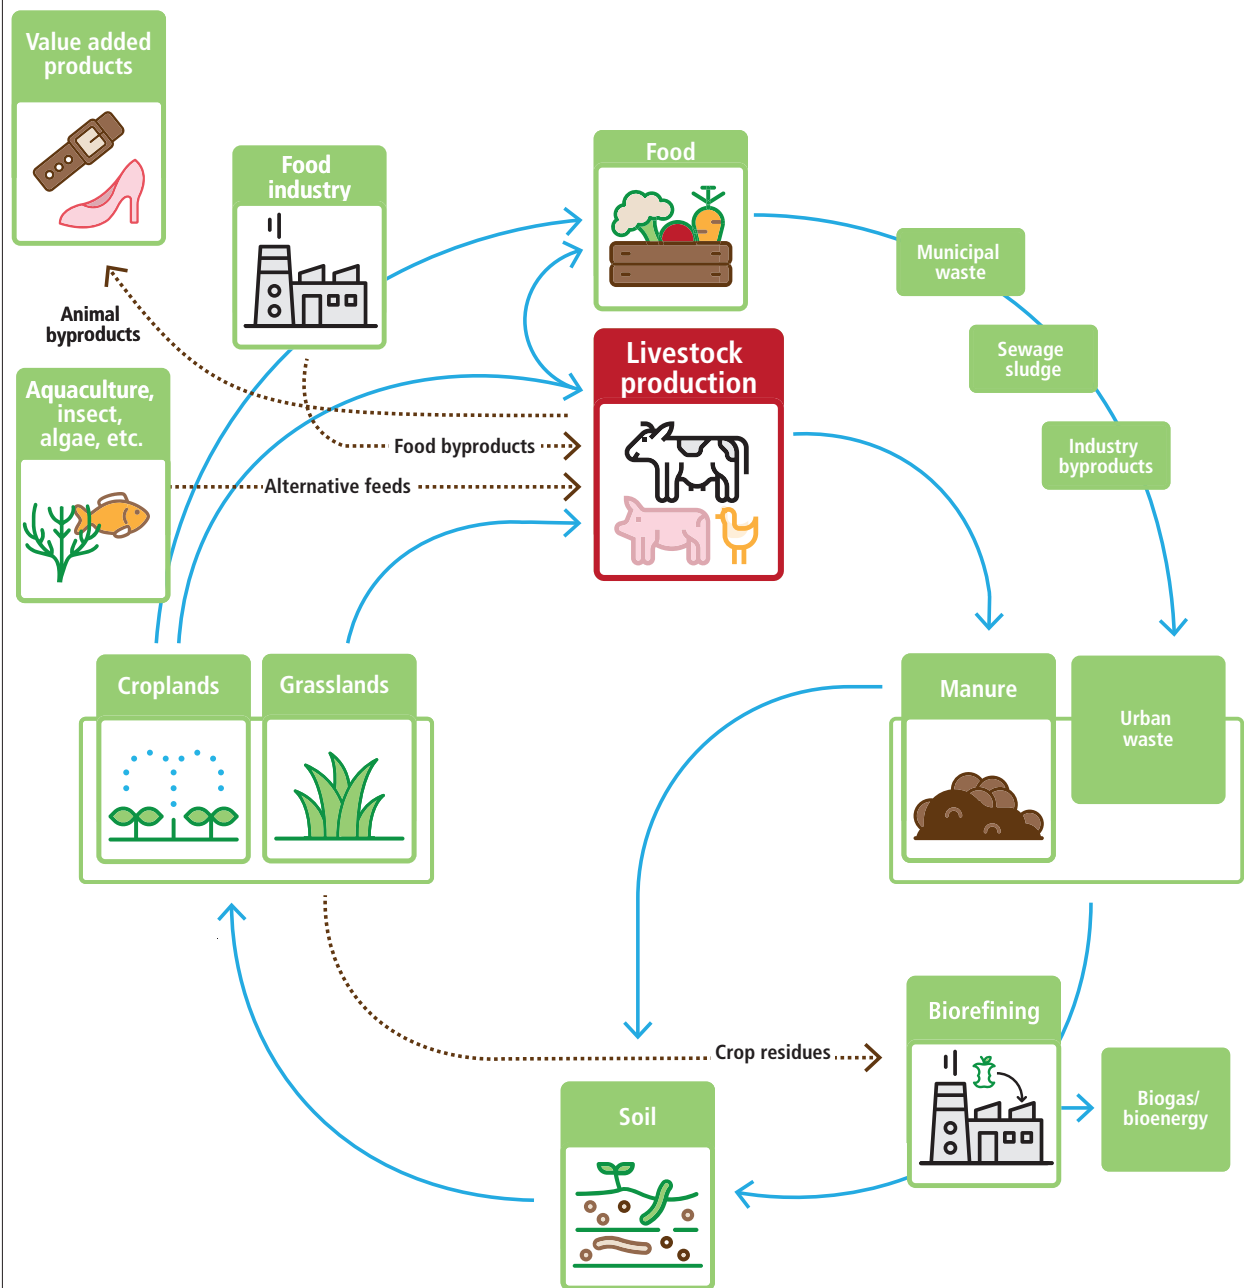 Value added
products
Food
industry
Food
Municipal
waste
Animal
byproducts
Livestock
production
Sewage
sludge
Aquaculture,
insect,
algae, etc.
Food byproducts
Industry
byproducts
Alternative feeds
Croplands
Grasslands
Manure
Urban
waste
Biorefining
Crop residues
Biogas/
bioenergy
Soil